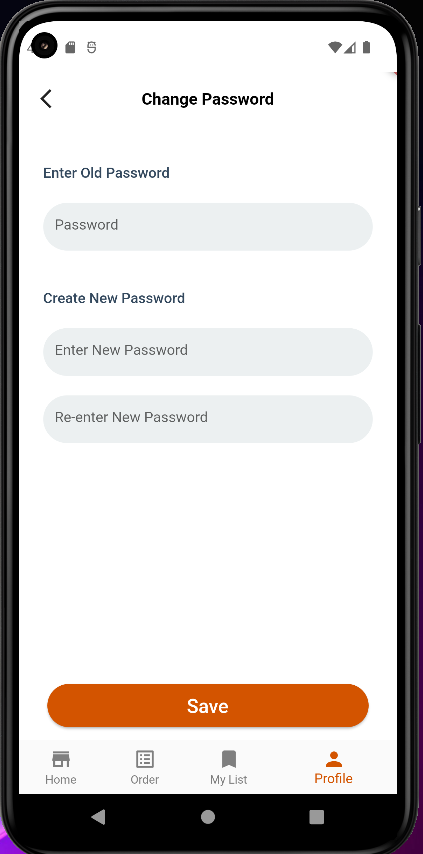 Change Password
Enter Old Password
Password
Create New Password
Enter New Password
Re-enter New Password
Save
Home Order My List Profile